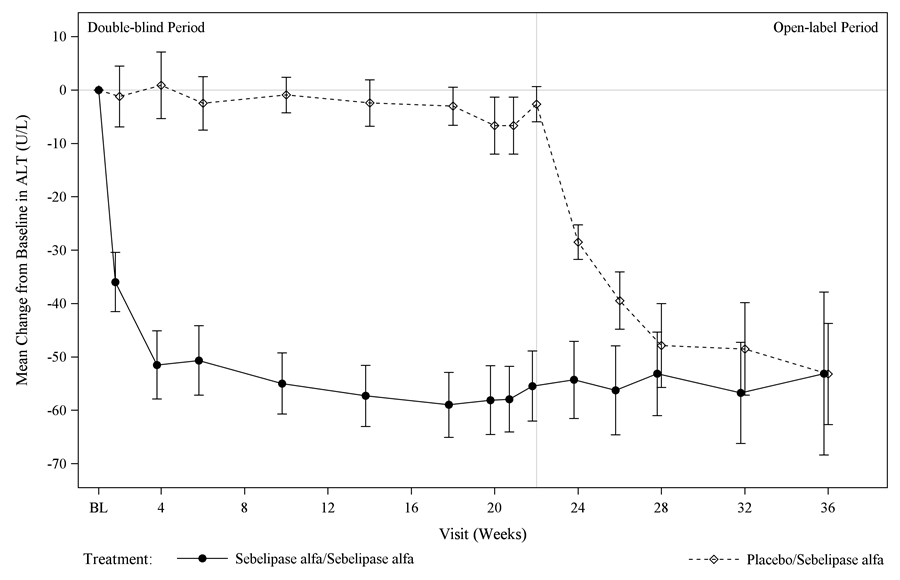 Double-blind Period
Open-label Period
10
0
-10
-20
-30
-40
-50
-60
-70
Mean Change from Baseline in ALT (U/L)
BL 4 8 12 16 20 24 28 32 36
Visit (Weeks)
Treatment: Sebelipase alfa/Sebelipase alfa Placebo/Sebelipase alfa